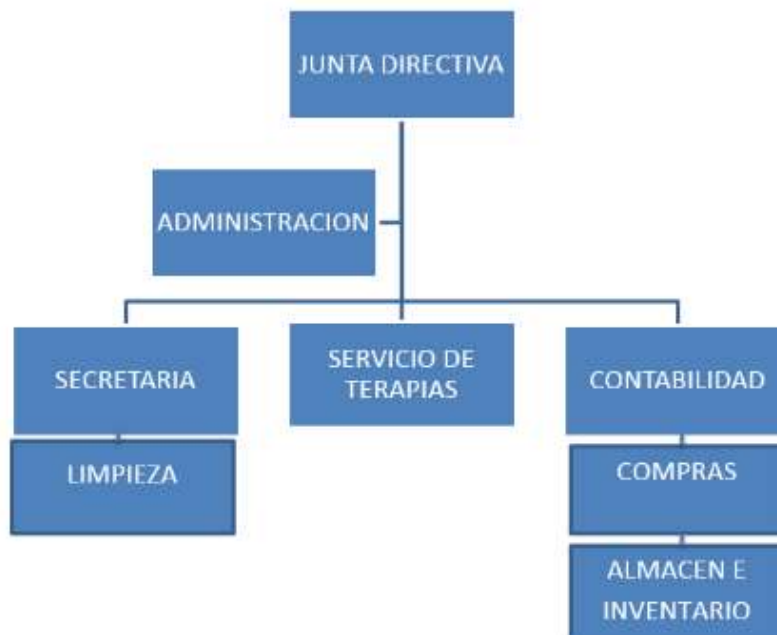 JUNTA DIRECTIVA
ADMINISTRACION
SECRETARIA
SERVICIO DE
TERAPIAS
CONTABILIDAD
LIMPIEZA
COMPRAS
ALMACEN E
INVENTARIO